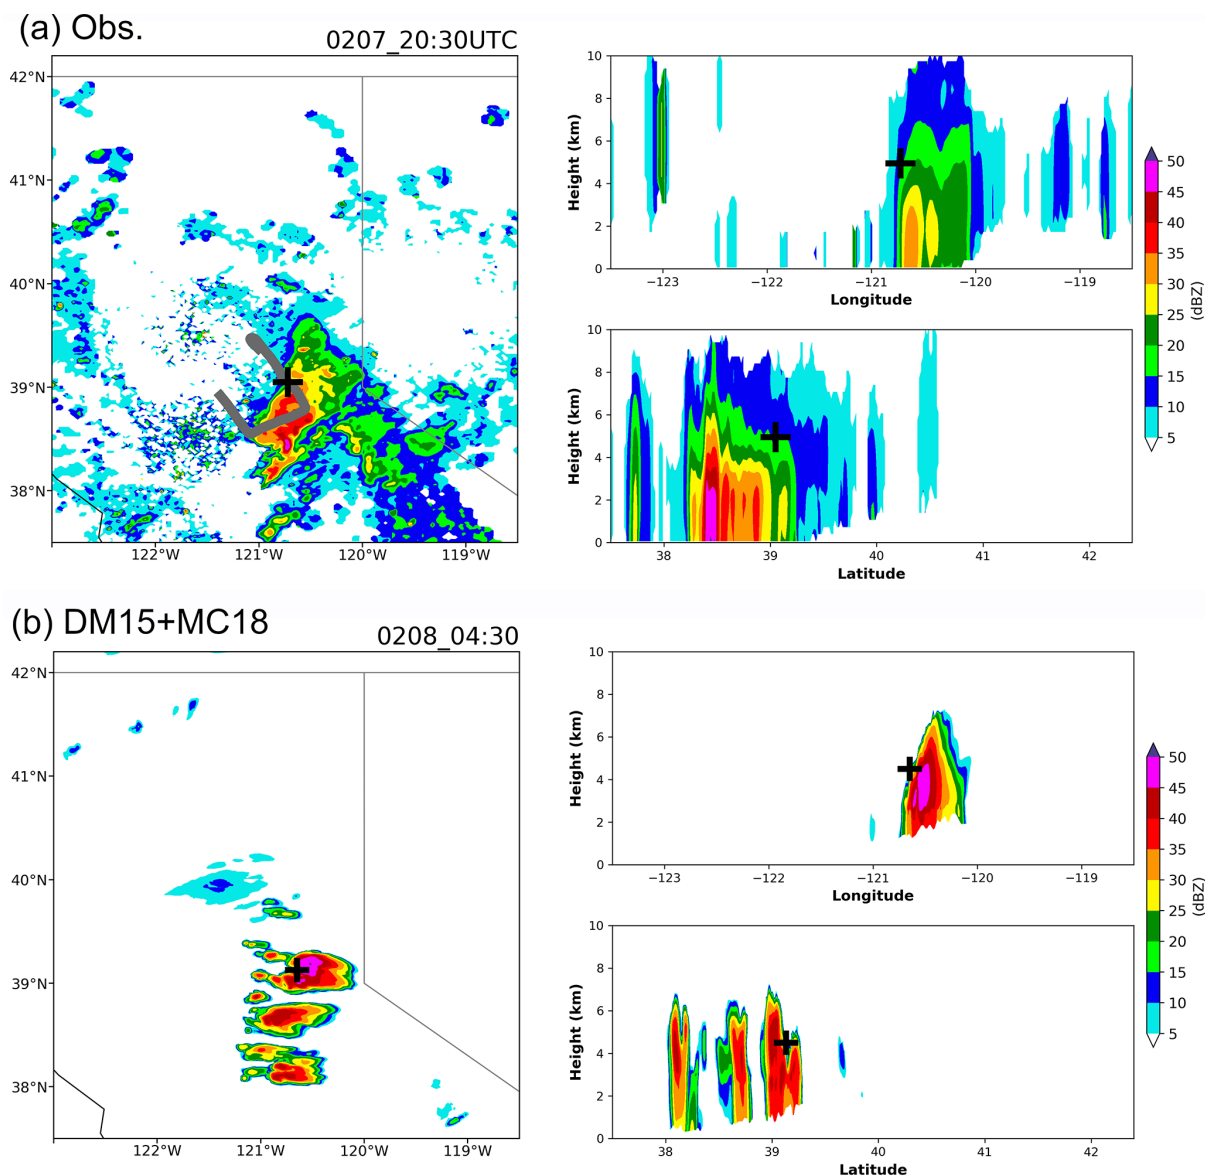 (a) Obs.
0207_20:30UTC
42°N
41°N
40°N
39°N
38°N
122°W
121°W
120°W
119°W
10
8
6
4
2
0
Height (km)
−123
−122
−121
−120
−119
Longitude
10
8
6
4
2
0
Height (km)
38
39
40
41
42
Latitude
50
45
40
35
30
25
20
15
10
5
(dBZ)
(b) DM15+MC18
0208_04:30
42°N
41°N
40°N
39°N
38°N
122°W
121°W
120°W
119°W
10
8
6
4
2
0
Height (km)
−123
−122
−121
−120
−119
Longitude
10
8
6
4
2
0
Height (km)
38
39
40
41
42
Latitude
50
45
40
35
30
25
20
15
10
5
(dBZ)